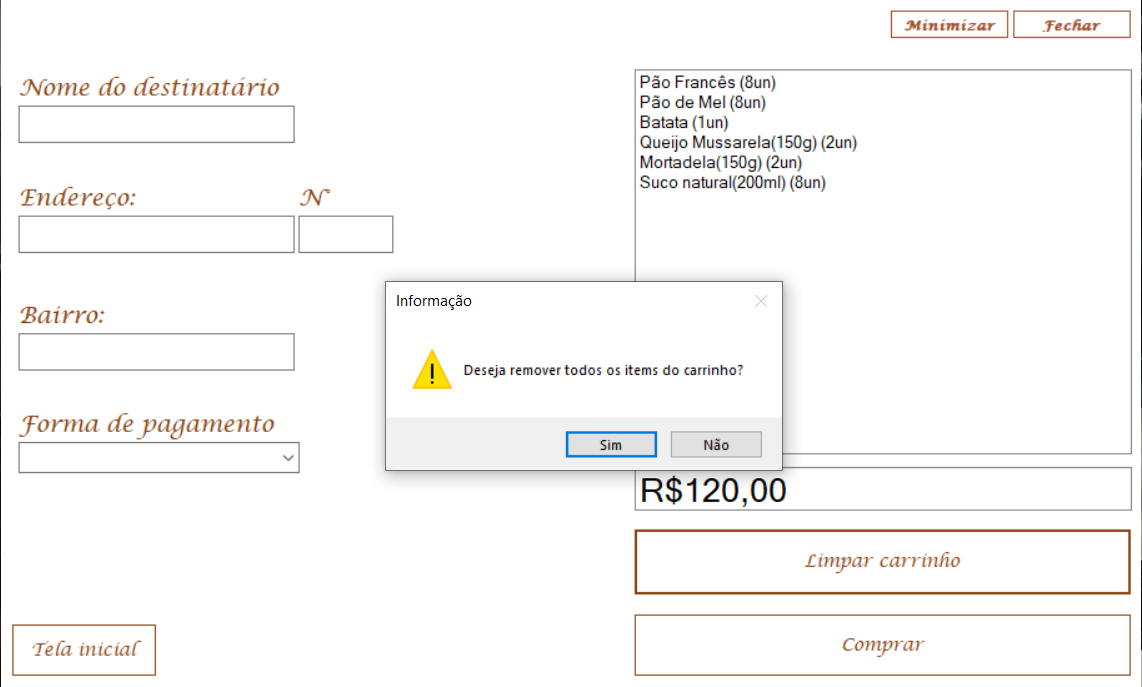 Minimizar
Fechar
Nome do destinatário
Endereço:
N°
Bairro:
Forma de pagamento
Pão Francês (8un)
Pão de Mel (8un)
Batata (1un)
Queijo Mussarela(150g) (2un)
Mortadela(150g) (2un)
Suco natural(200ml) (8un)
Informação
Deseja remover todos os items do carrinho?
Sim
Não
R$120,00
Limpar carrinho
Comprar
Tela inicial